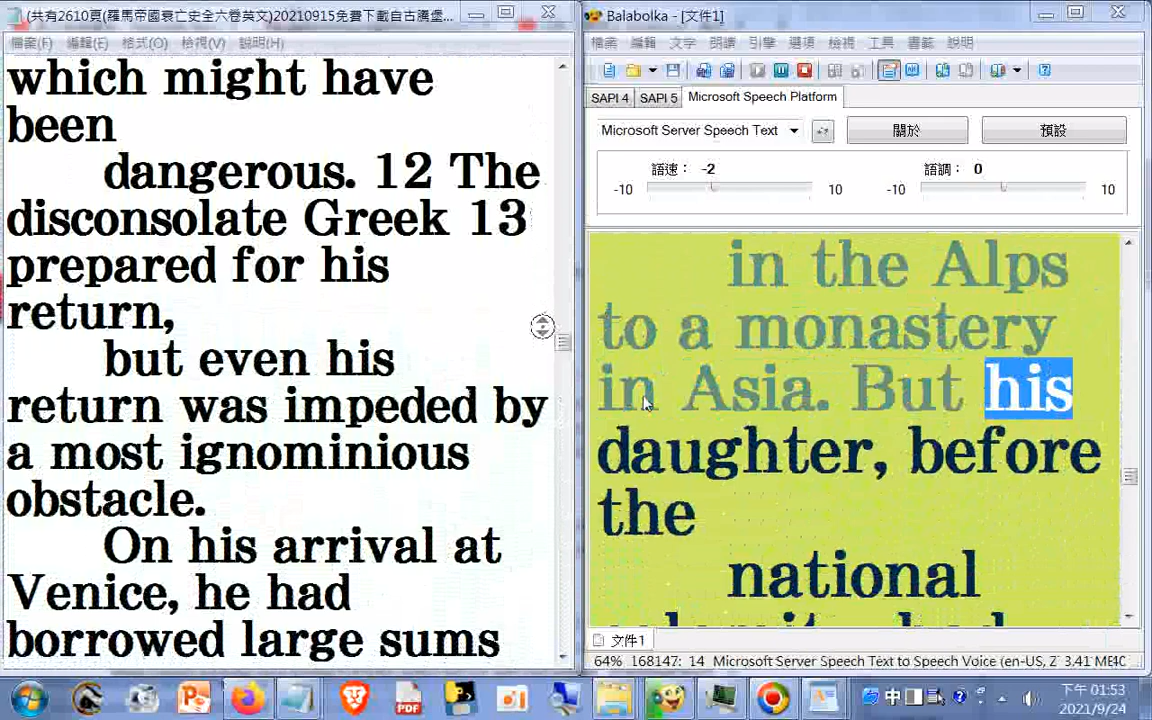 (共有2610頁(羅馬帝國衰亡史全六卷英文)20210915免費下載自古騰堡...
檔案(F) 編輯(E) 格式(O) 檢視(V) 說明(H)
which might have
been
dangerous. 12 The
disconsolate Greek 13
prepared for his
return,
but even his
return was impeded by
a most ignominious
obstacle.
On his arrival at
Venice, he had
borrowed large sums
Balabolka - [文件1]
檔案 編輯 文字 朗讀 引擎 選項 檢視 工具 書籤 說明
SAPI 4 SAPI 5 Microsoft Speech Platform
Microsoft Server Speech Text 關於 預設
語速： -2 語調： 0
-10 10 -10 10
in the Alps
to a monastery
in Asia. But his
daughter, before
the
national
文件1
64% 168147: 14 Microsoft Server Speech Text to Speech Voice (en-US, Z 3.41 ME
PDF
中
下午 01:53
2021/9/24